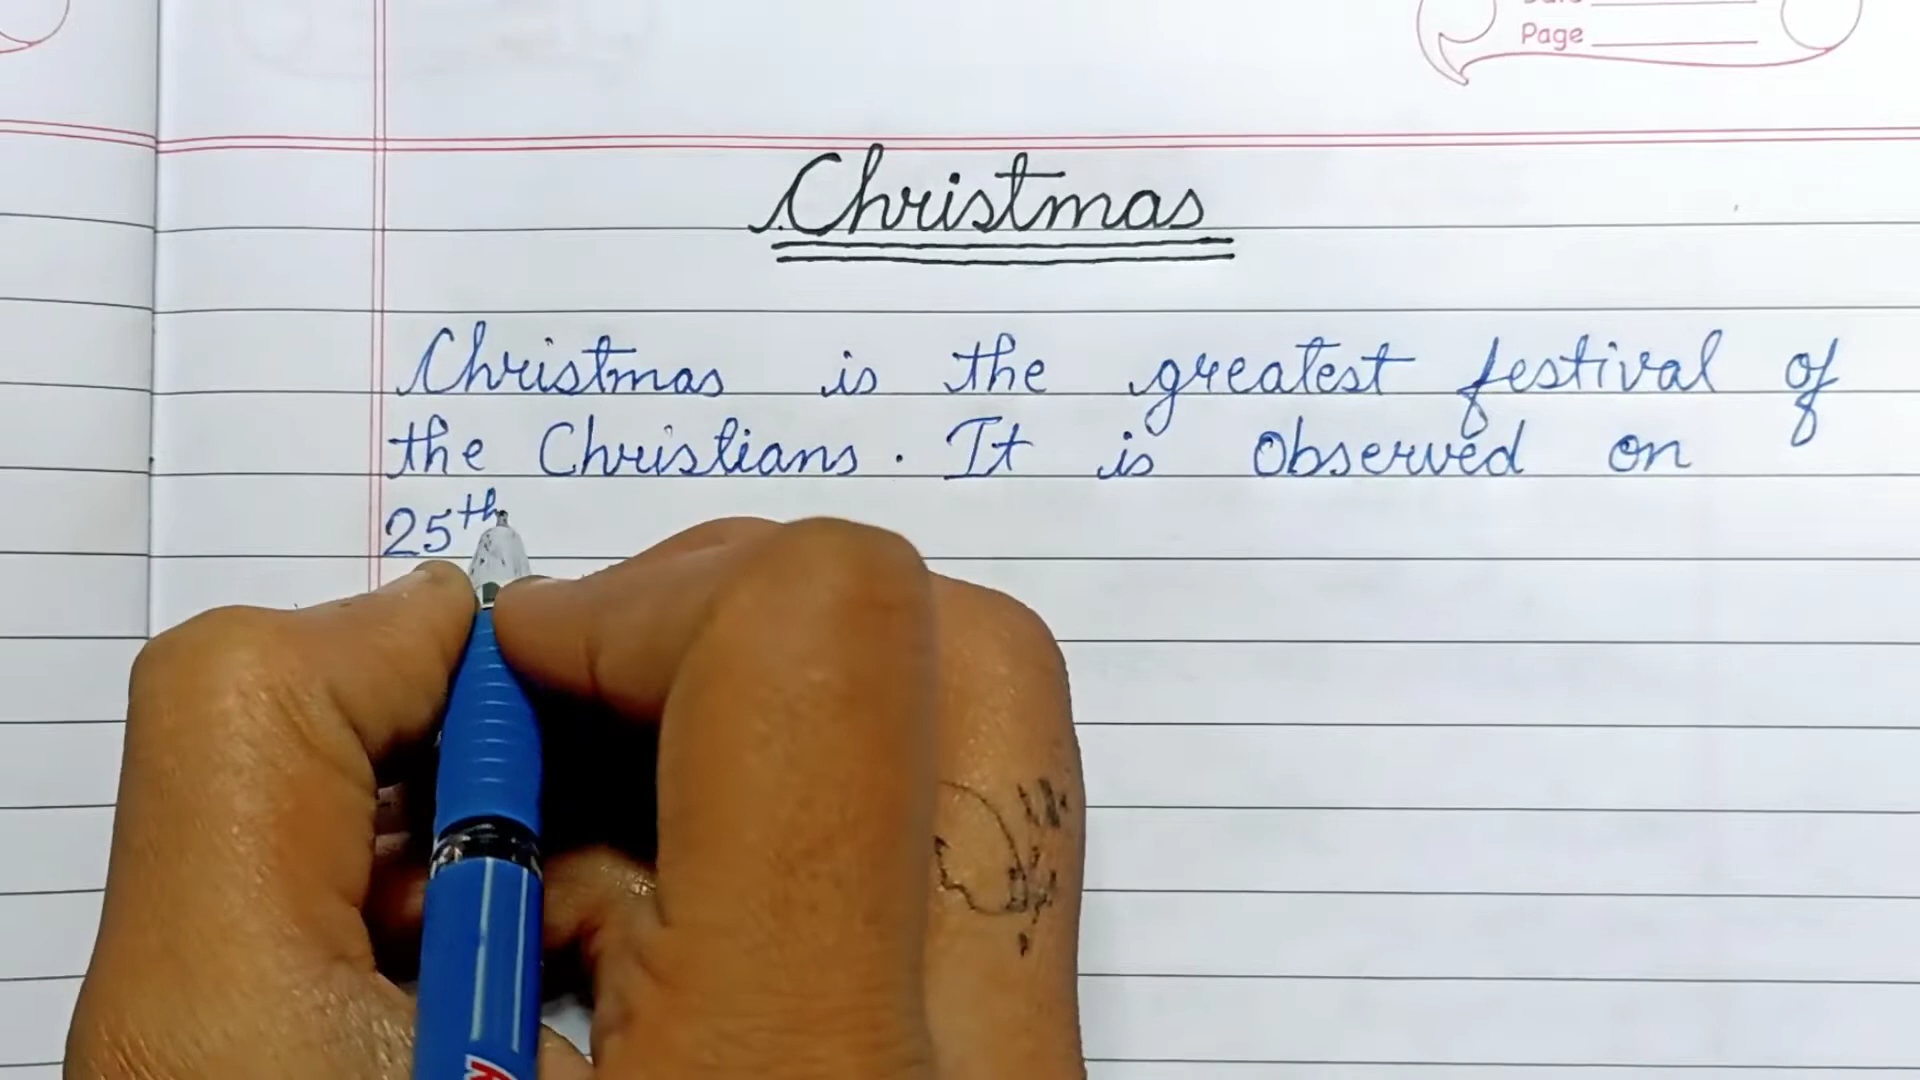 Page
Christmas
Christmas is the greatest festival of
the Christians. It is observed on
25th